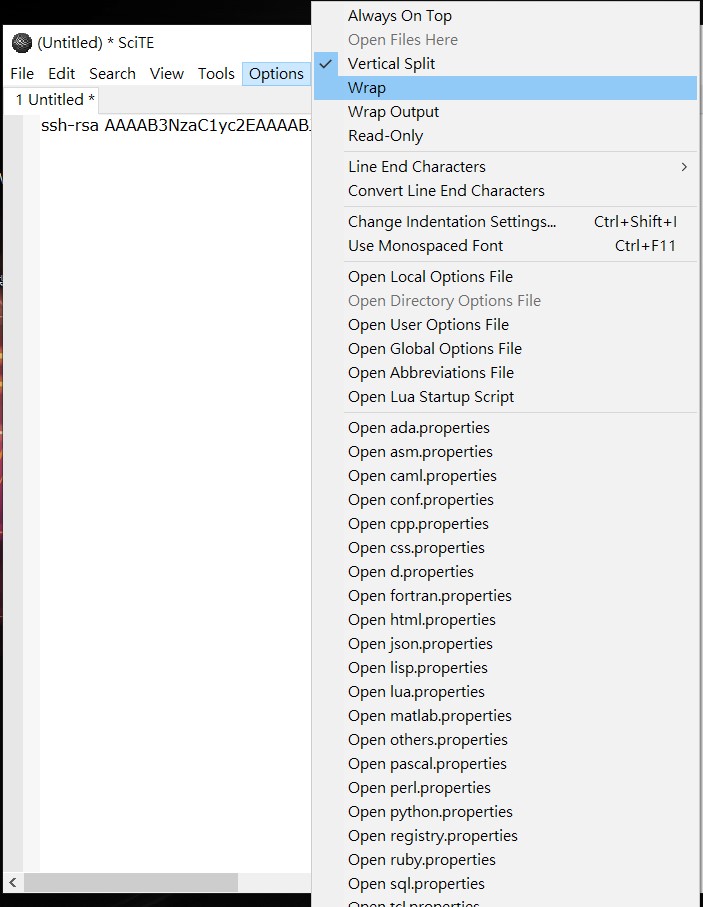 (Untitled) * SciTE
File Edit Search View Tools Options
1 Untitled *
ssh-rsa AAAAB3NzaC1yc2EAAAAB
Always On Top
Open Files Here
Vertical Split
Wrap
Wrap Output
Read-Only
Line End Characters
Convert Line End Characters
Change Indentation Settings... Ctrl+Shift+I
Use Monospaced Font Ctrl+F11
Open Local Options File
Open Directory Options File
Open User Options File
Open Global Options File
Open Abbreviations File
Open Lua Startup Script
Open ada.properties
Open asm.properties
Open caml.properties
Open conf.properties
Open cpp.properties
Open css.properties
Open d.properties
Open fortran.properties
Open html.properties
Open json.properties
Open lisp.properties
Open lua.properties
Open matlab.properties
Open others.properties
Open pascal.properties
Open perl.properties
Open python.properties
Open registry.properties
Open ruby.properties
Open sql.properties
Open tcl.properties